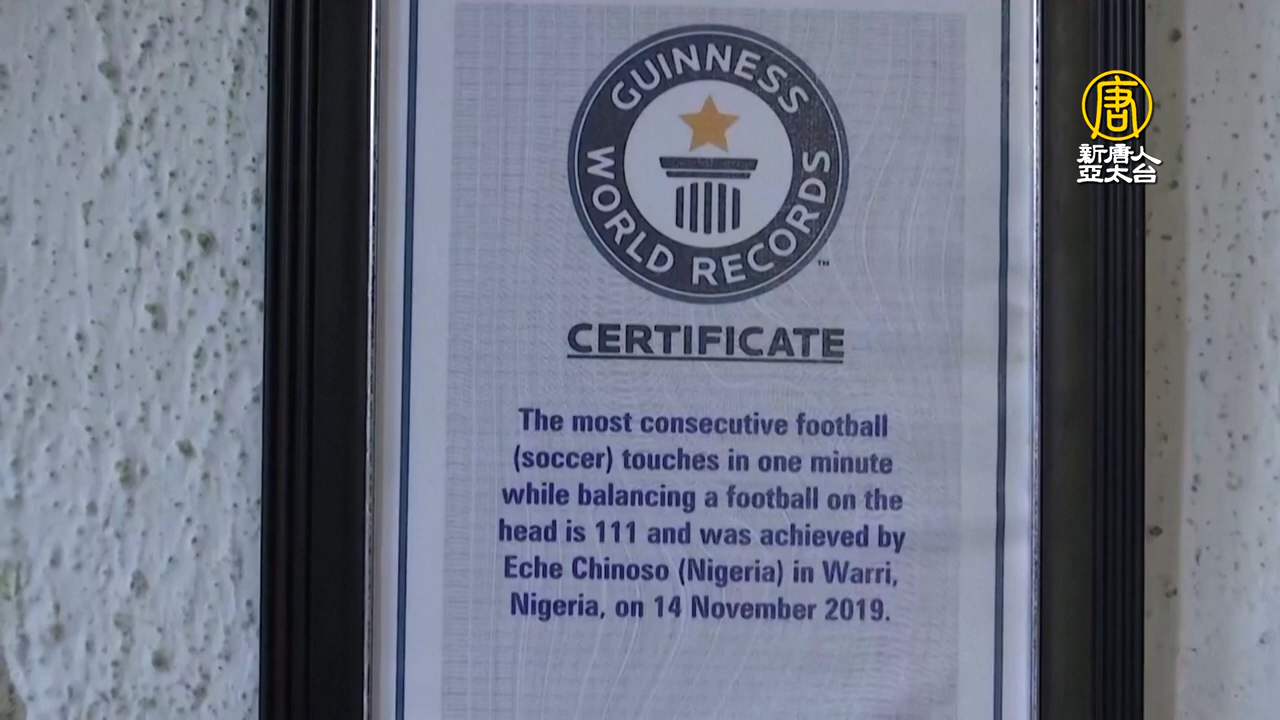 GUINNESS
WORLD RECORDS
™
CERTIFICATE
The most consecutive football
(soccer) touches in one minute
while balancing a football on the
head is 111 and was achieved by
Eche Chinoso (Nigeria) in Warri,
Nigeria, on 14 November 2019.
唐
新唐人
亞太台